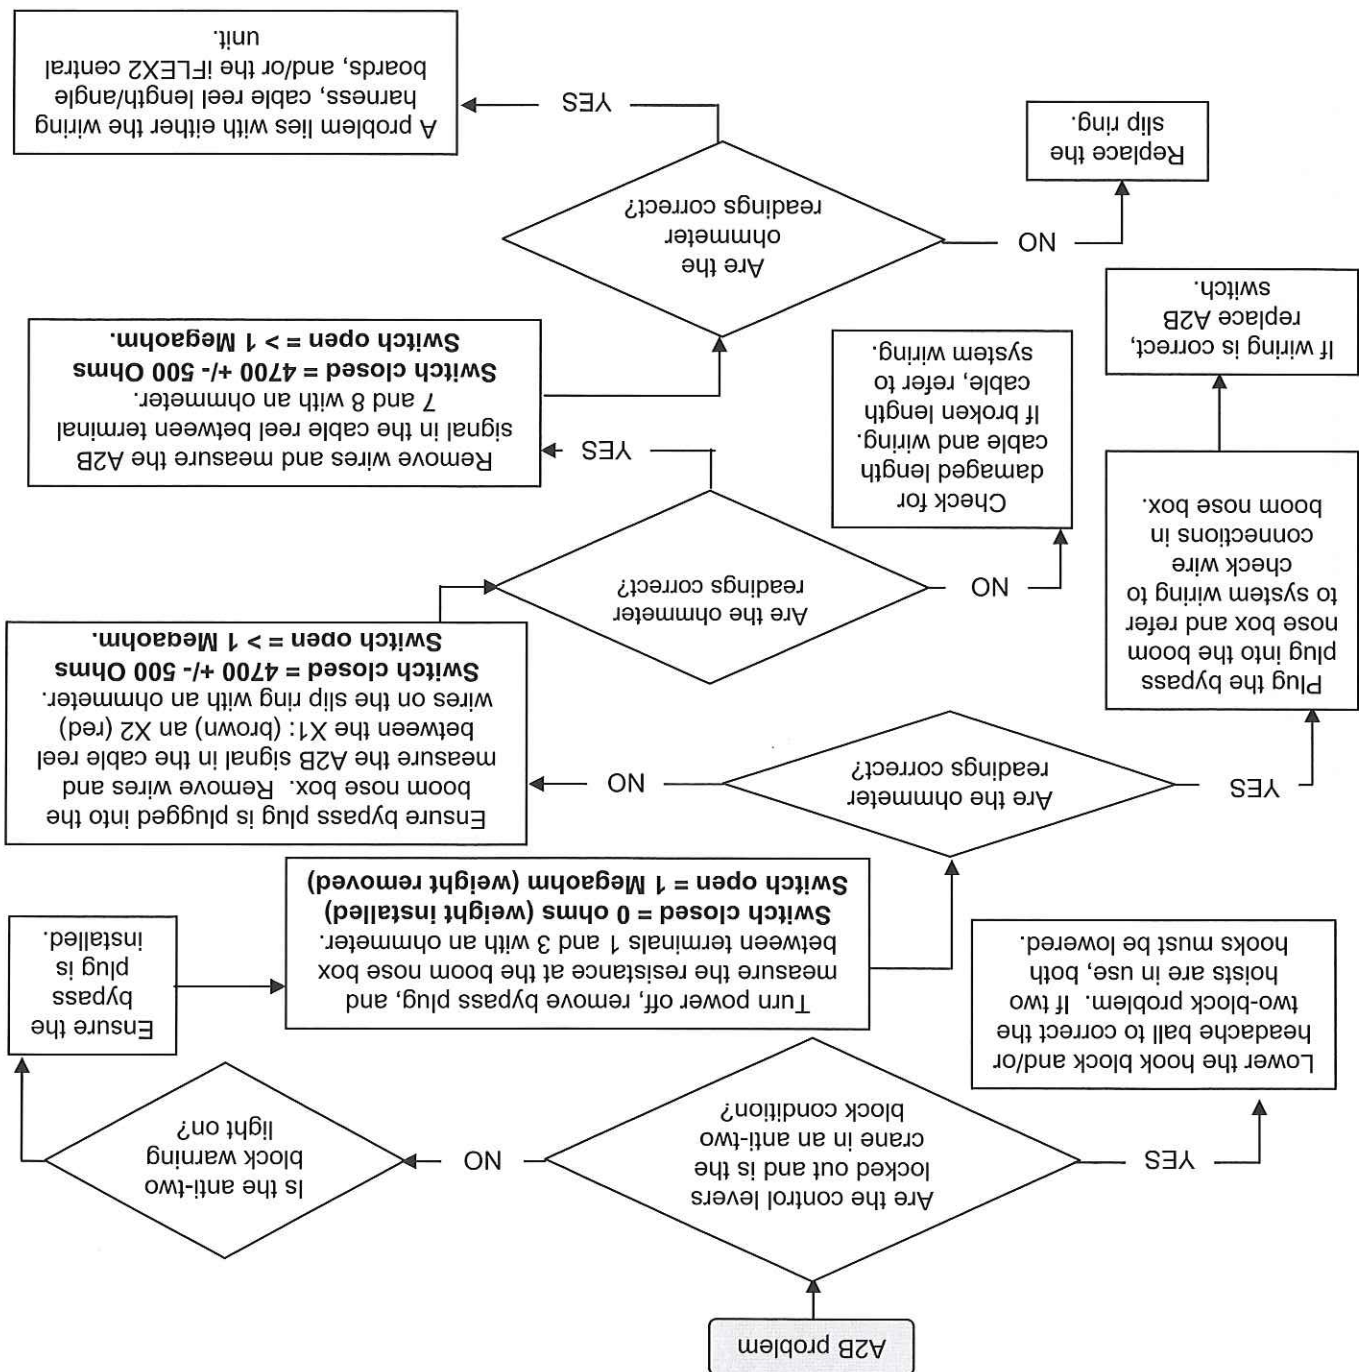 A2B problem
Are the control levers
locked out and is the
crane in an anti-two
block condition?
YES
NO
Lower the hook block and/or
headache ball to correct the
two-block problem. If two
hoists are in use, both
hooks must be lowered.
Is the anti-two
block warning
light on?
Ensure the
bypass
plug is
installed.
Turn power off, remove bypass plug, and
measure the resistance at the boom nose box
between terminals 1 and 3 with an ohmmeter.
Switch closed = 0 ohms (weight installed)
Switch open = 1 Megaohm (weight removed)
Are the ohmmeter
readings correct?
YES
NO
Plug the bypass
plug into the boom
nose box and refer
to system wiring to
check wire
connections in
boom nose box.
If wiring is correct,
replace A2B
switch.
Ensure bypass plug is plugged into the
boom nose box. Remove wires and
measure the A2B signal in the cable reel
between the X1: (brown) an X2 (red)
wires on the slip ring with an ohmmeter.
Switch closed = 4700 +/- 500 Ohms
Switch open = > 1 Megaohm.
Are the ohmmeter
readings correct?
NO
YES
Check for
damaged length
cable and wiring.
If broken length
cable, refer to
system wiring.
Remove wires and measure the A2B
signal in the cable reel between terminal
7 and 8 with an ohmmeter.
Switch closed = 4700 +/- 500 Ohms
Switch open = > 1 Megaohm.
Are the
ohmmeter
readings correct?
NO
YES
Replace the
slip ring.
A problem lies with either the wiring
harness, cable reel length/angle
boards, and/or the iFLEX2 central
unit.